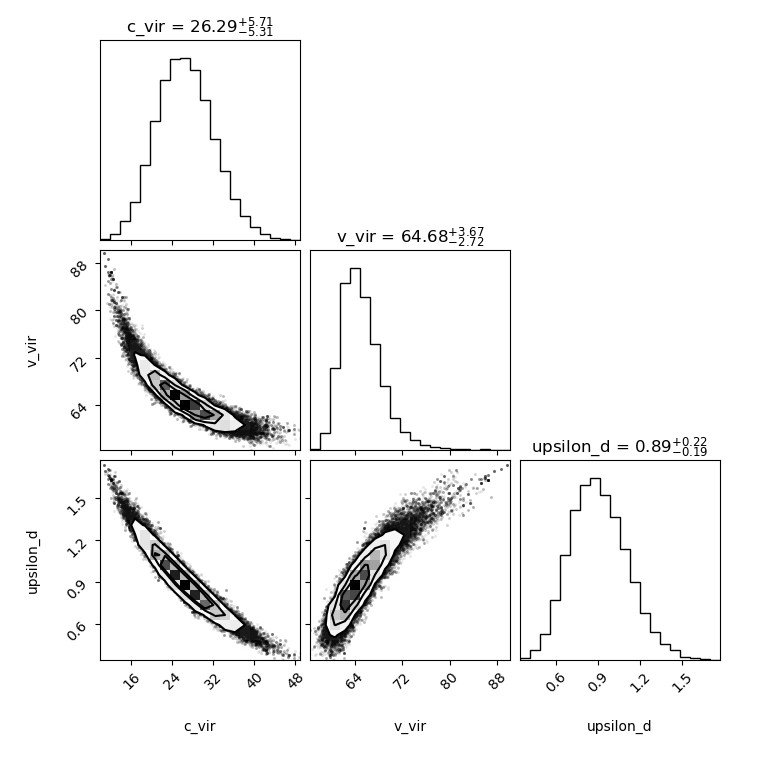 c_vir = 26.29+5.71
−5.31
v_vir = 64.68+3.67
−2.72
88
80
72
64
v_vir
upsilon_d = 0.89+0.22
−0.19
1.5
1.2
0.9
0.6
upsilon_d
16 24 32 40 48 64 72 80 88 0.6 0.9 1.2 1.5
c_vir v_vir upsilon_d